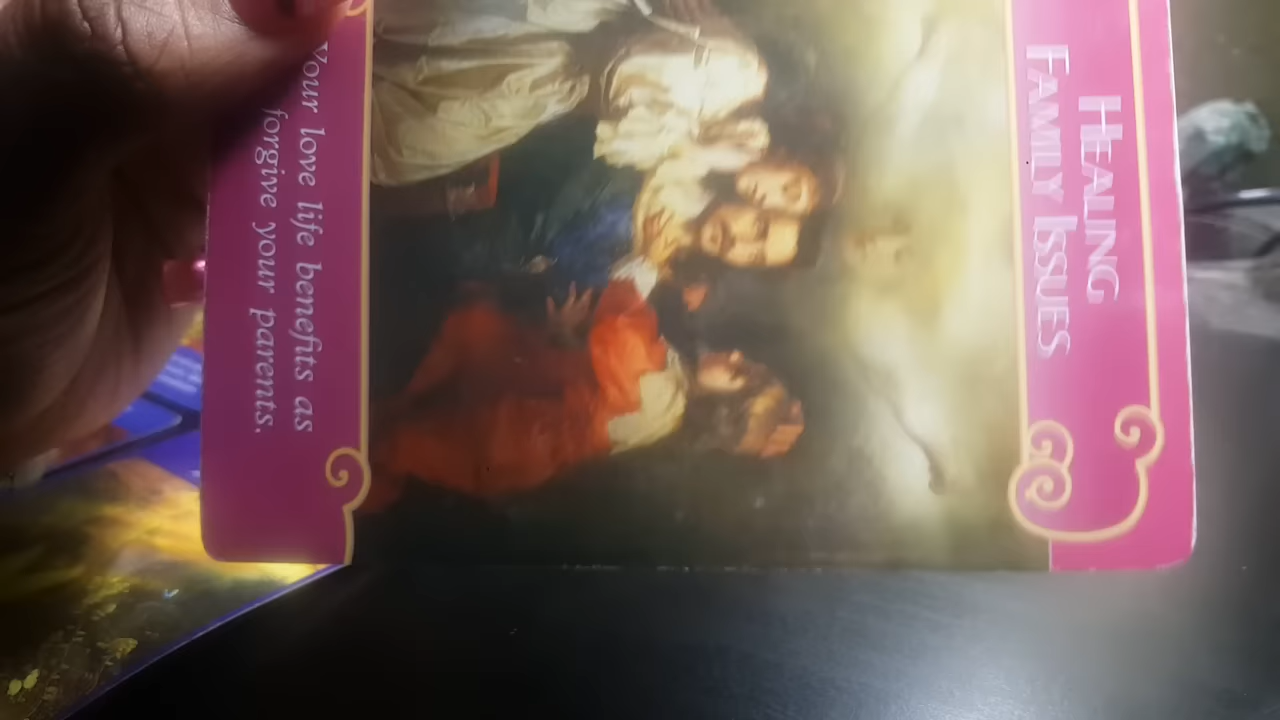 HEALING
FAMILY ISSUES
Your love life benefits as
forgive your parents.